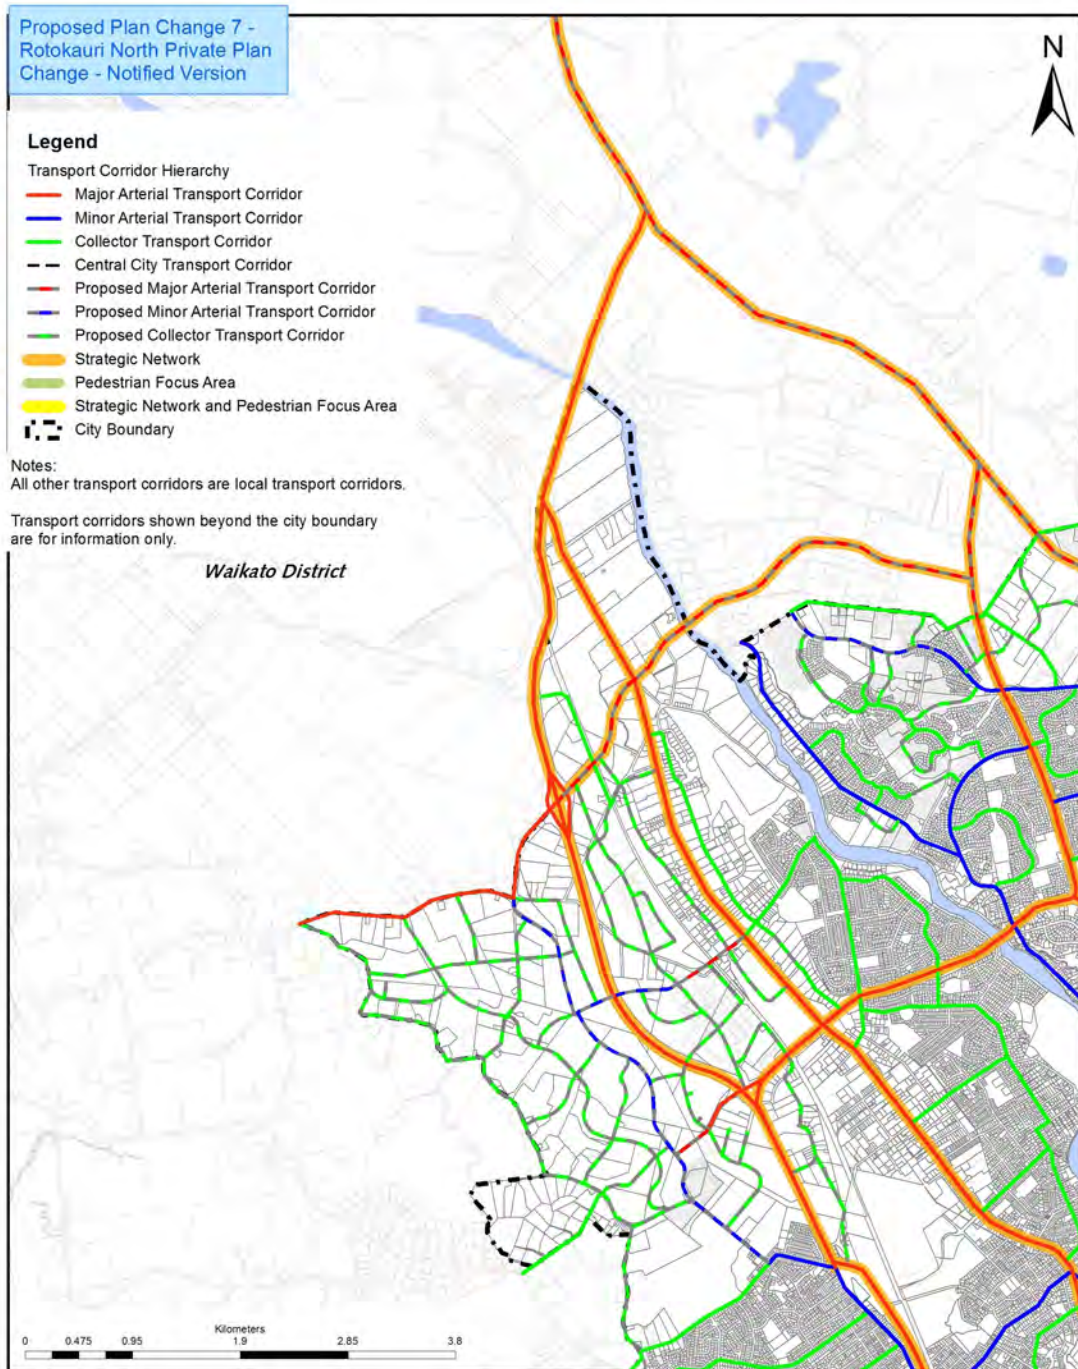 Proposed Plan Change 7 -
Rotokauri North Private Plan
Change - Notified Version
N
Legend
Transport Corridor Hierarchy
Major Arterial Transport Corridor
Minor Arterial Transport Corridor
Collector Transport Corridor
Central City Transport Corridor
Proposed Major Arterial Transport Corridor
Proposed Minor Arterial Transport Corridor
Proposed Collector Transport Corridor
Strategic Network
Pedestrian Focus Area
Strategic Network and Pedestrian Focus Area
City Boundary
Notes:
All other transport corridors are local transport corridors.
Transport corridors shown beyond the city boundary
are for information only.
Waikato District
Kilometers
0 0.475 0.95 1.9 2.85 3.8